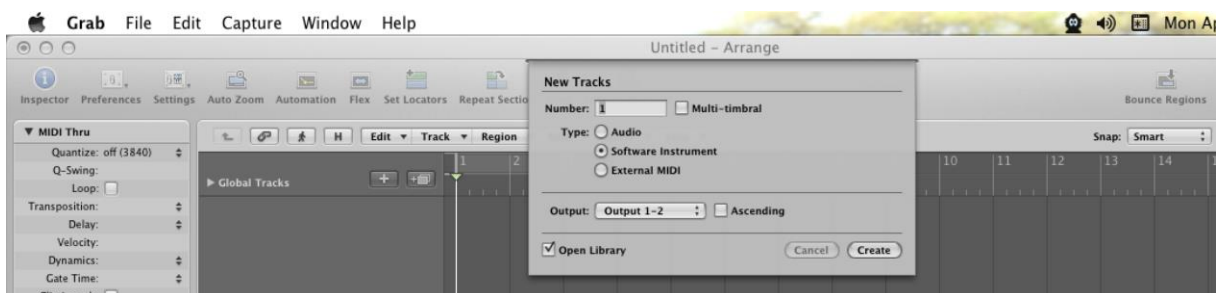 Grab File Edit Capture Window Help Mon Ap
Untitled – Arrange
Inspector Preferences Settings Auto Zoom Automation Flex Set Locators Repeat Sectio Bounce Regions
New Tracks
Number: 1 Multi-timbral
Type: Audio
Software Instrument
External MIDI
Output: Output 1-2 Ascending
Open Library Cancel Create
MIDI Thru H Edit Track Region Snap: Smart
Quantize: off (3840)
Q-Swing:
Loop:
Transposition:
Delay:
Velocity:
Dynamics:
Gate Time:
Global Tracks
1 2 10 11 12 13 14